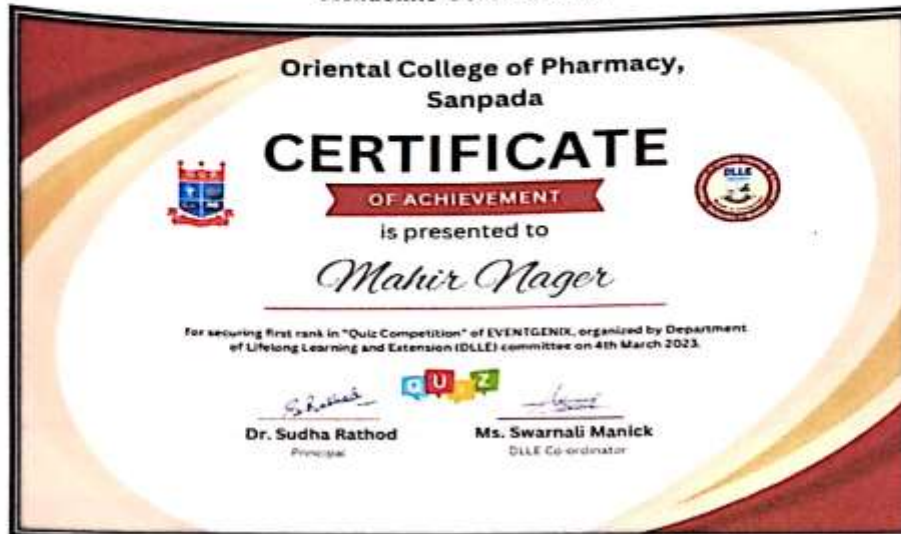 Oriental College of Pharmacy,
Sanpada
CERTIFICATE
OF ACHIEVEMENT
is presented to
Mahir Nager
For securing first rank in "Quiz Competition" of EVENTGENIX, organized by Department
of Lifelong Learning and Extension (DLLE) committee on 4th March 2023.
QUIZ
Dr. Sudha Rathod
Principal
Ms. Swarnali Manick
DLLE Co-ordinator
DLLE